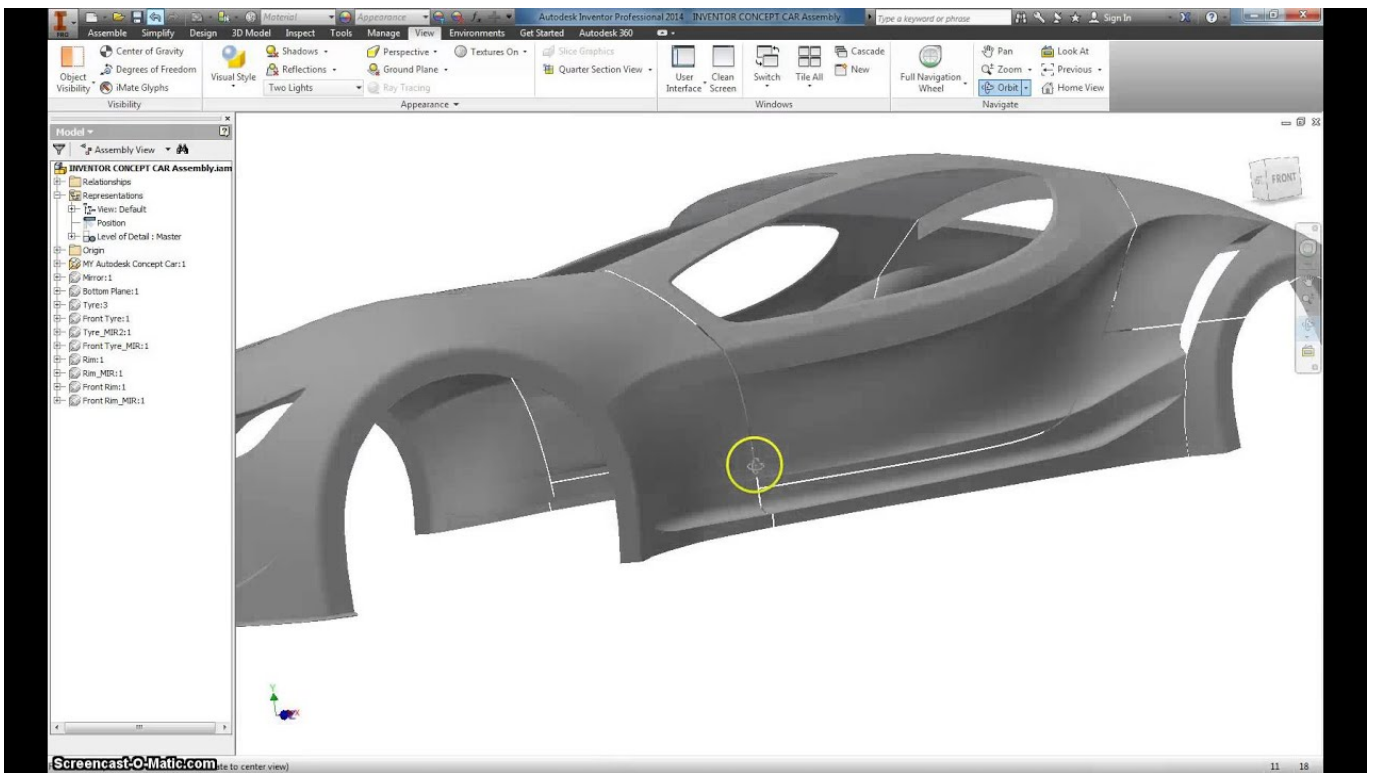 Material
Appearance
Autodesk Inventor Professional 2014 INVENTOR CONCEPT CAR Assembly
Type a keyword or phrase
Sign In
PRO
Assemble Simplify Design 3D Model Inspect Tools Manage View Environments Get Started Autodesk 360
Center of Gravity
Degrees of Freedom
iMate Glyphs
Object Visibility
Visual Style
Shadows
Reflections
Two Lights
Perspective
Ground Plane
Ray Tracing
Textures On
Slice Graphics
Quarter Section View
User Interface
Clean Screen
Switch
Tile All
Cascade
New
Full Navigation Wheel
Pan
Zoom
Orbit
Look At
Previous
Home View
Visibility
Appearance
Windows
Navigate
Model
Assembly View
INVENTOR CONCEPT CAR Assembly.iam
Relationships
Representations
View: Default
Position
Level of Detail : Master
Origin
MY Autodesk Concept Car:1
Mirror:1
Bottom Plane:1
Tyre:3
Front Tyre:1
Tyre_MIR2:1
Front Tyre_MIR:1
Rim:1
Rim_MIR:1
Front Rim:1
Front Rim_MIR:1
FRONT
Y
X
Screencast-O-Matic.com
to center view)
11 18